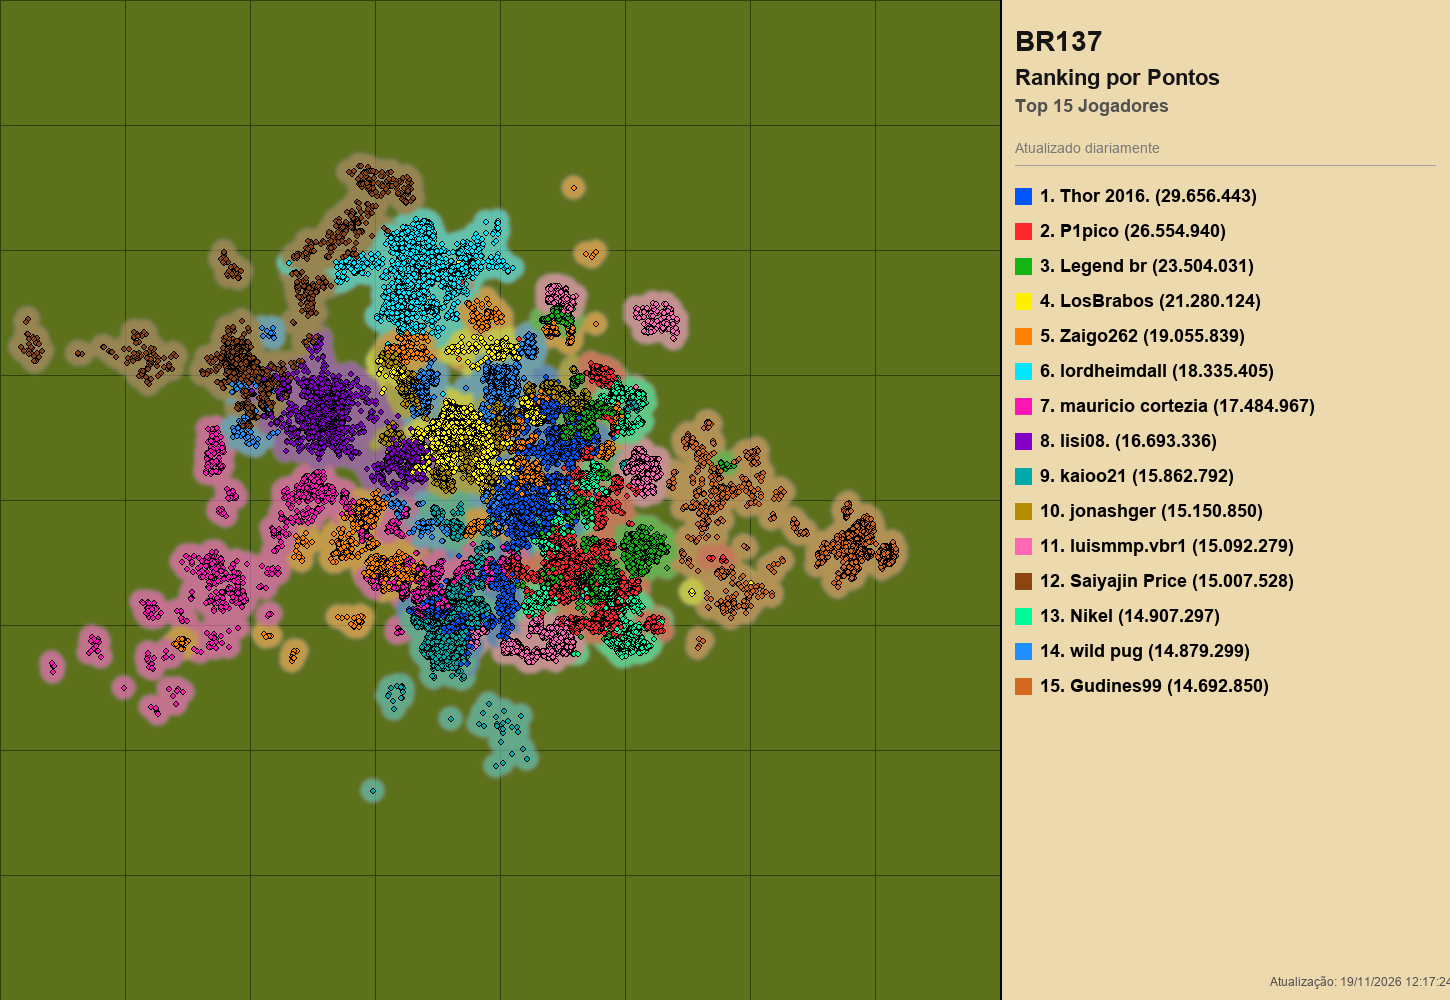 BR137
Ranking por Pontos
Top 15 Jogadores
Atualizado diariamente
1. Thor 2016. (29.656.443)
2. P1pico (26.554.940)
3. Legend br (23.504.031)
4. LosBrabos (21.280.124)
5. Zaigo262 (19.055.839)
6. lordheimdall (18.335.405)
7. mauricio cortezia (17.484.967)
8. lisi08. (16.693.336)
9. kaioo21 (15.862.792)
10. jonashger (15.150.850)
11. luismmp.vbr1 (15.092.279)
12. Saiyajin Price (15.007.528)
13. Nikel (14.907.297)
14. wild pug (14.879.299)
15. Gudines99 (14.692.850)
Atualização: 19/11/2026 12:17:24